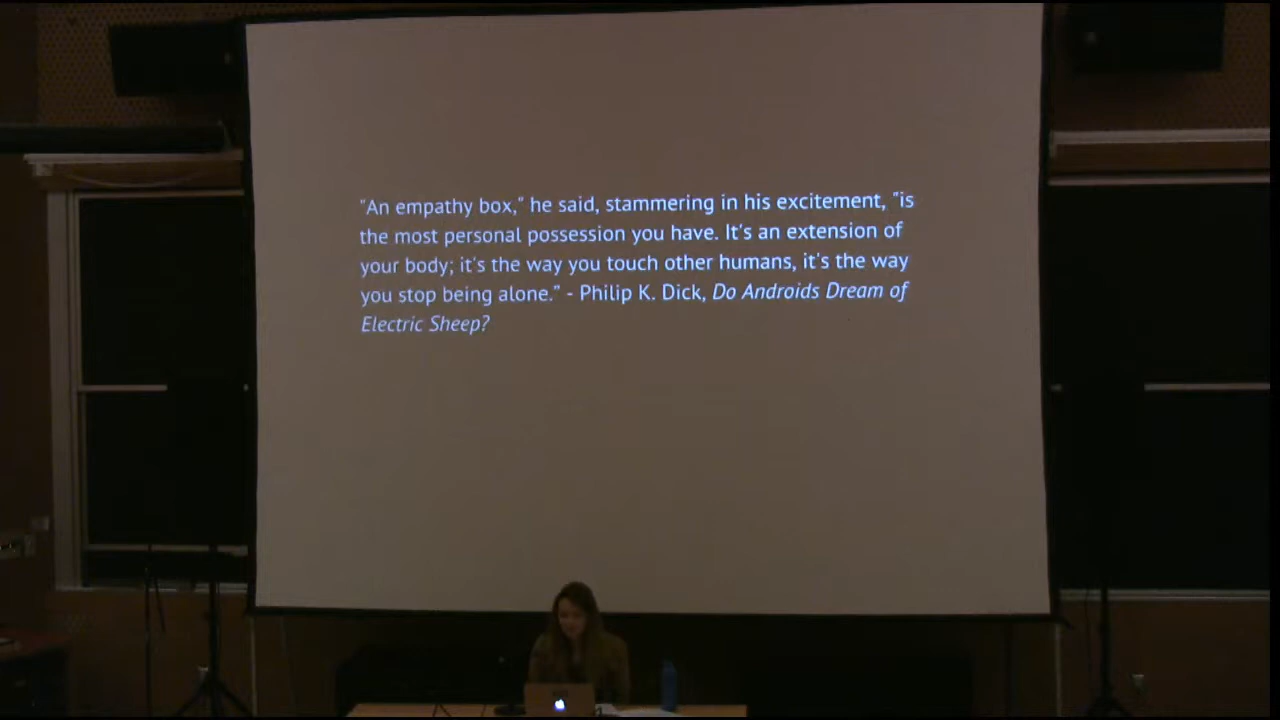 "An empathy box," he said, stammering in his excitement, "is
the most personal possession you have. It's an extension of
your body; it's the way you touch other humans, it's the way
you stop being alone." - Philip K. Dick, Do Androids Dream of
Electric Sheep?